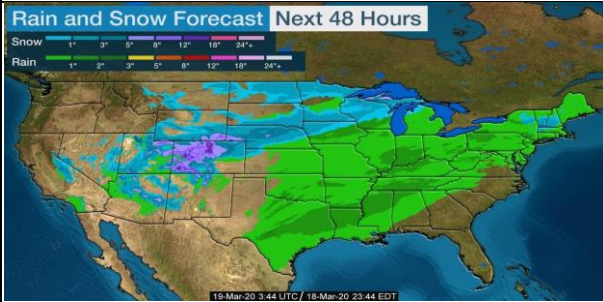 Rain and Snow Forecast Next 48 Hours
Snow 1" 3" 5" 8" 12" 18" 24"+
Rain 1" 2" 3" 5" 8" 12" 18" 24"+
19-Mar-20 3:44 UTC / 18-Mar-20 23:44 EDT